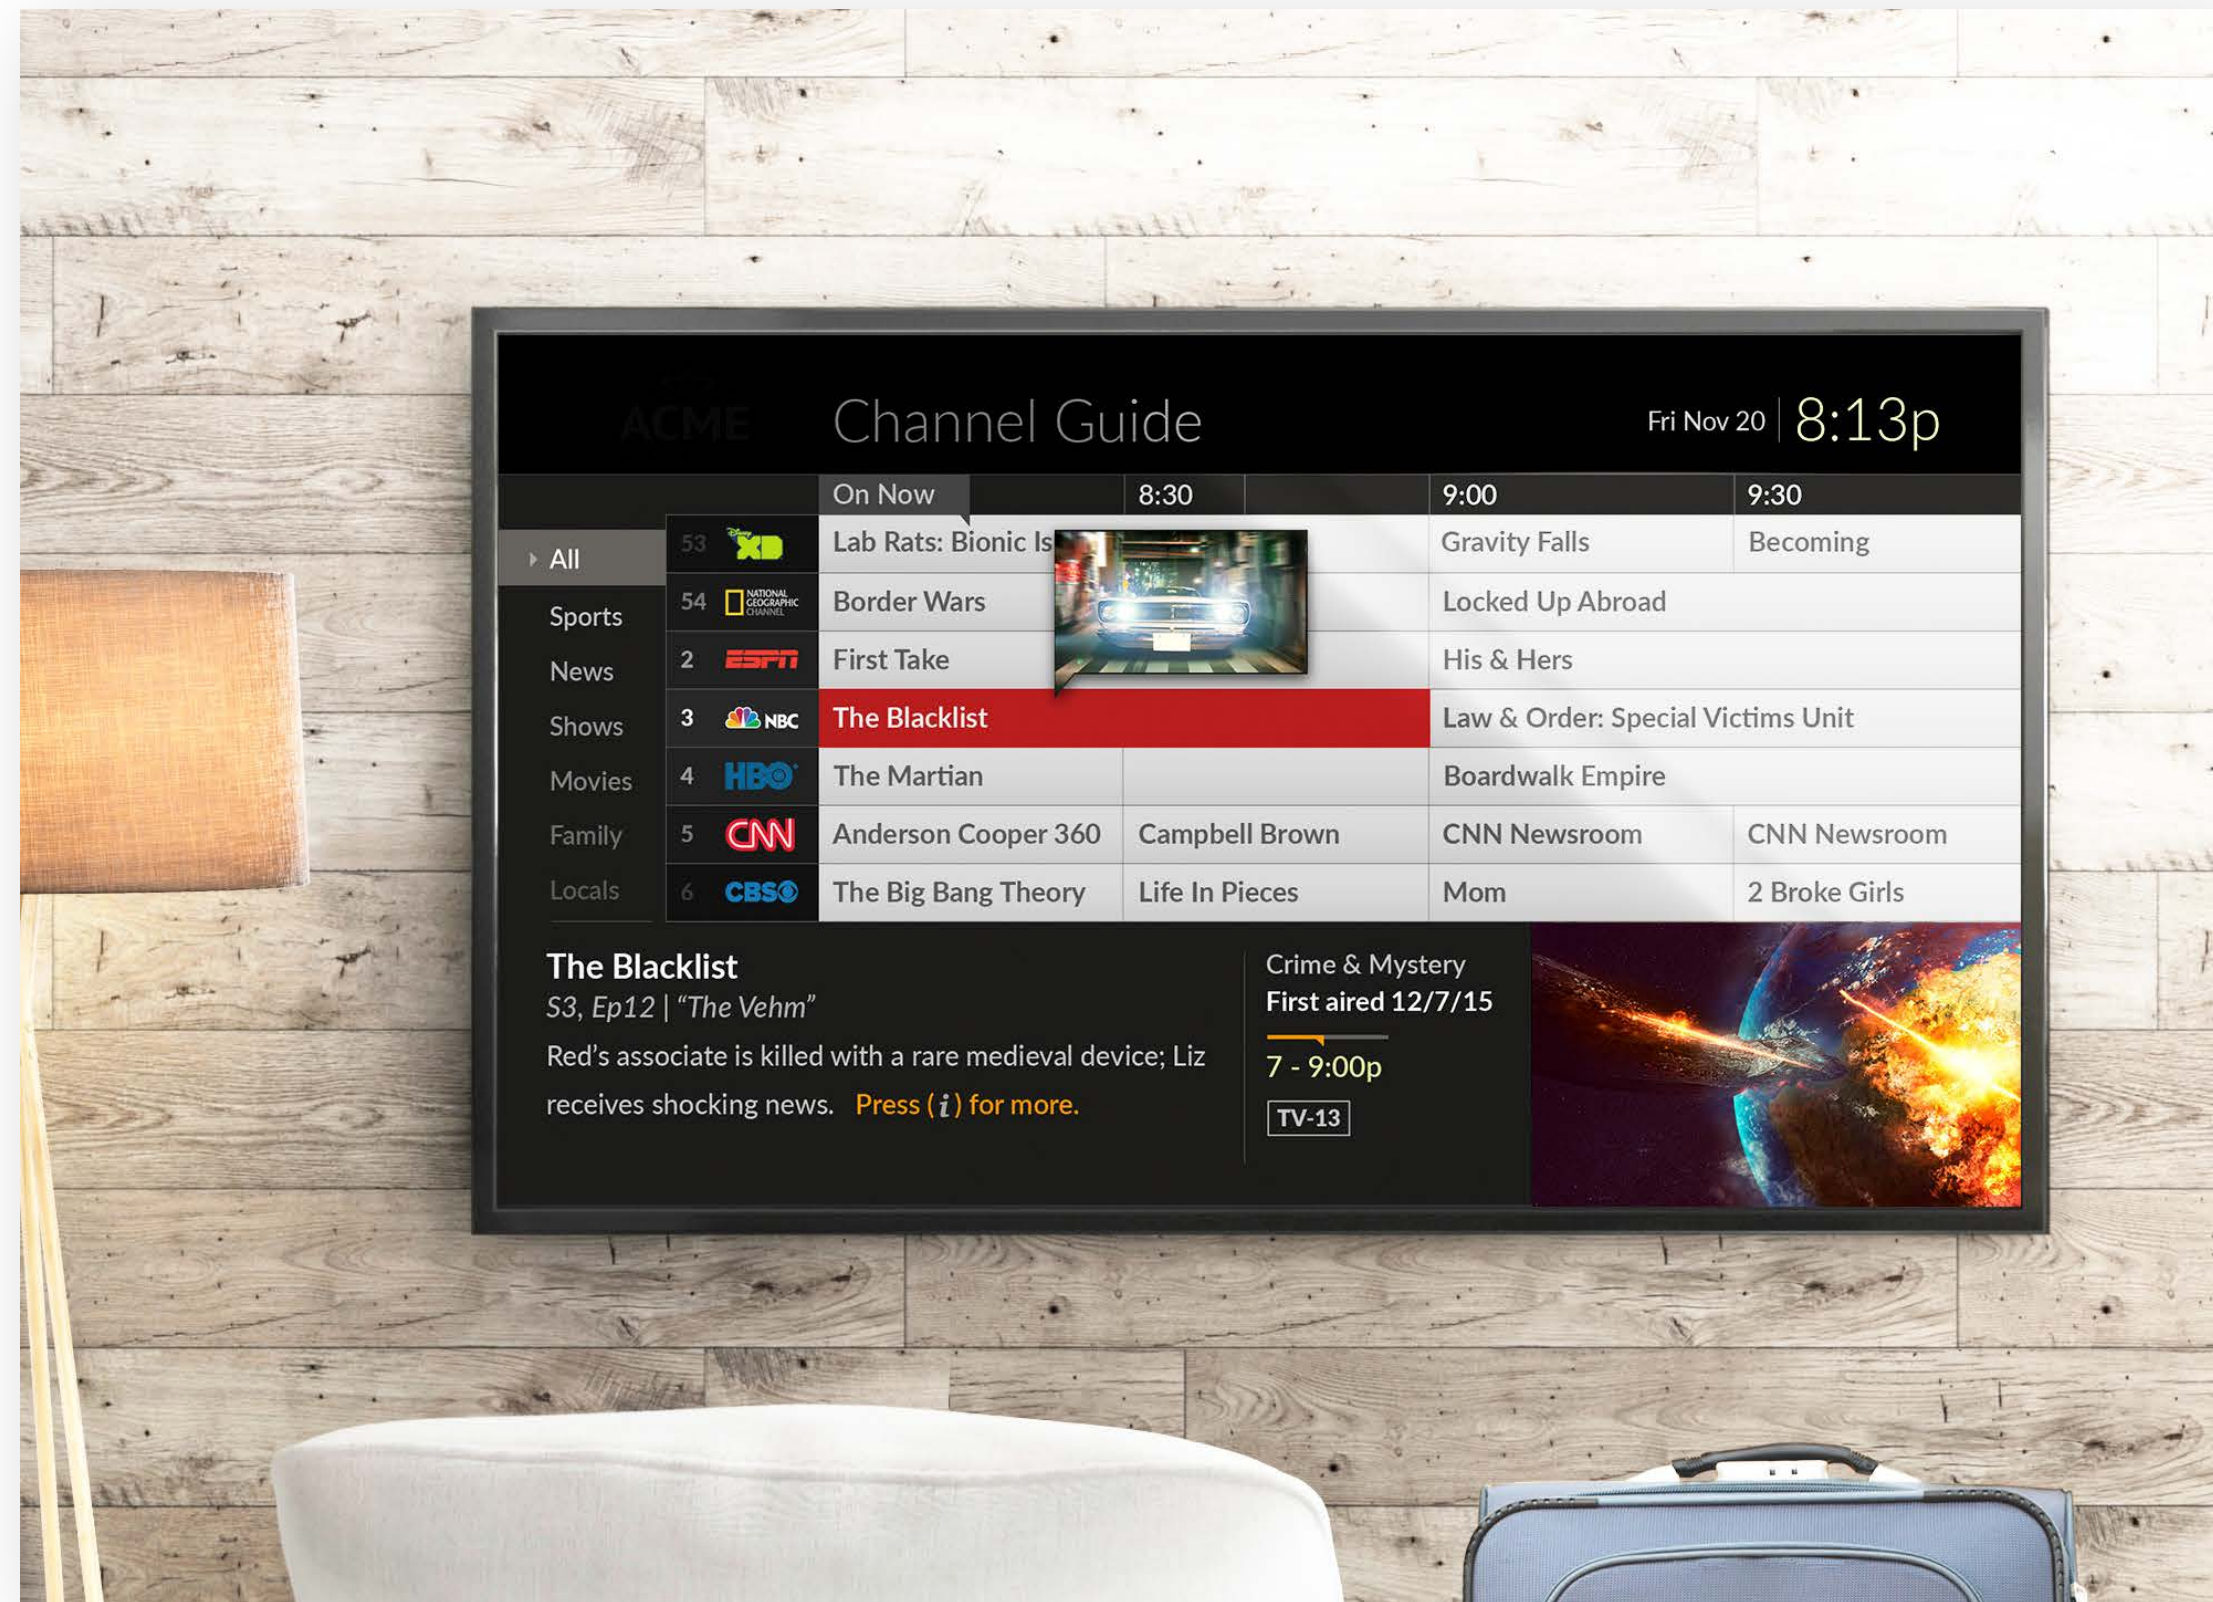 ACME
Channel Guide
Fri Nov 20 | 8:13p
On Now 8:30 9:00 9:30
All
Sports
News
Shows
Movies
Family
Locals
53 Disney XD Lab Rats: Bionic Is Gravity Falls Becoming
54 NATIONAL GEOGRAPHIC CHANNEL Border Wars Locked Up Abroad
2 ESPN First Take His & Hers
3 NBC The Blacklist Law & Order: Special Victims Unit
4 HBO The Martian Boardwalk Empire
5 CNN Anderson Cooper 360 Campbell Brown CNN Newsroom CNN Newsroom
6 CBS The Big Bang Theory Life In Pieces Mom 2 Broke Girls
The Blacklist
S3, Ep12 | “The Vehm”
Red’s associate is killed with a rare medieval device; Liz
receives shocking news. Press (i) for more.
Crime & Mystery
First aired 12/7/15
7 - 9:00p
TV-13